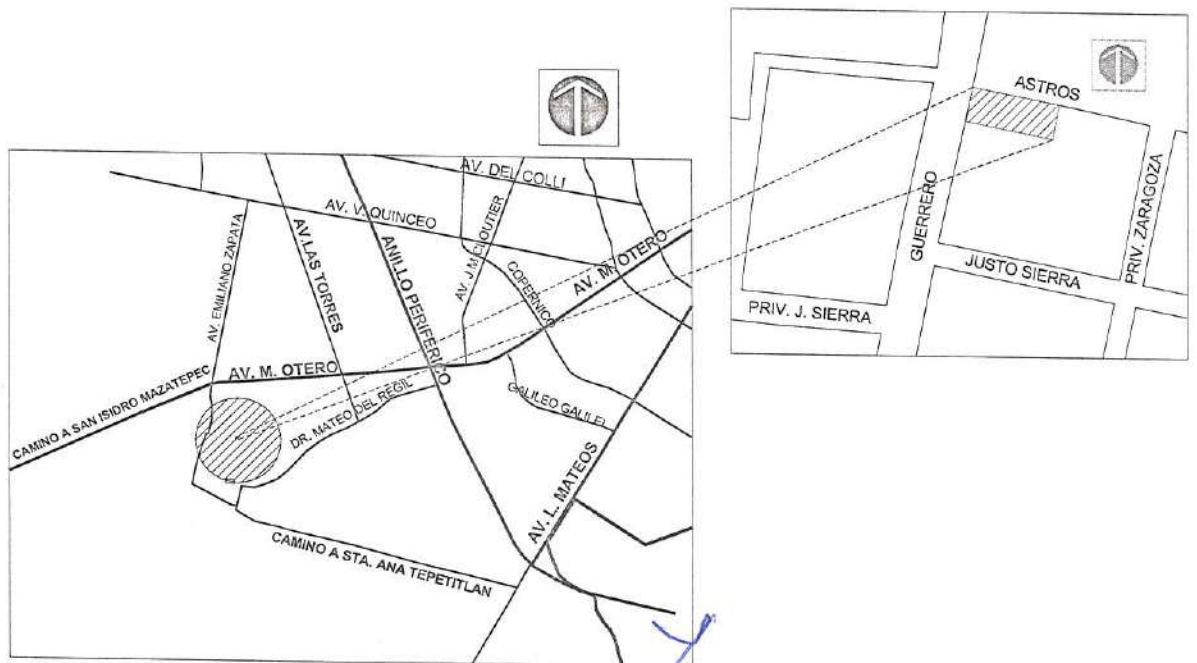 AV. DEL COLLI
AV. V. QUINCEO
AV. EMILIANO ZAPATA
AV.LAS TORRES
ANILLO PERIFERICO
AV. J.M CLOUTIER
COPERNICO
AV. M. OTERO
AV. M. OTERO
CAMINO A SAN ISIDRO MAZATEPEC
DR. MATEO DEL REGIL
GALILEO GALILEI
AV. L. MATEOS
CAMINO A STA. ANA TEPETITLAN
ASTROS
GUERRERO
PRIV. ZARAGOZA
JUSTO SIERRA
PRIV. J. SIERRA